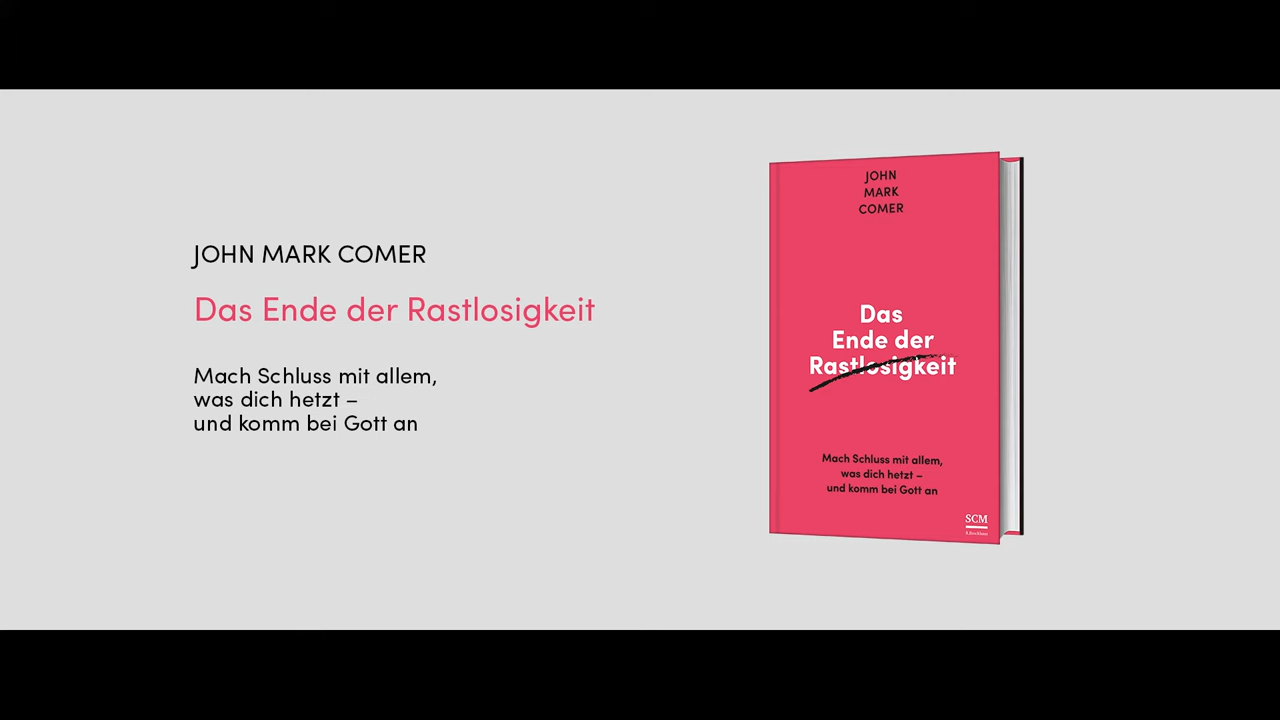 JOHN MARK COMER
Das Ende der Rastlosigkeit
Mach Schluss mit allem,
was dich hetzt –
und komm bei Gott an
JOHN
MARK
COMER
Das
Ende der
Rastlosigkeit
Mach Schluss mit allem,
was dich hetzt –
und komm bei Gott an
SCM
R.Brockhaus